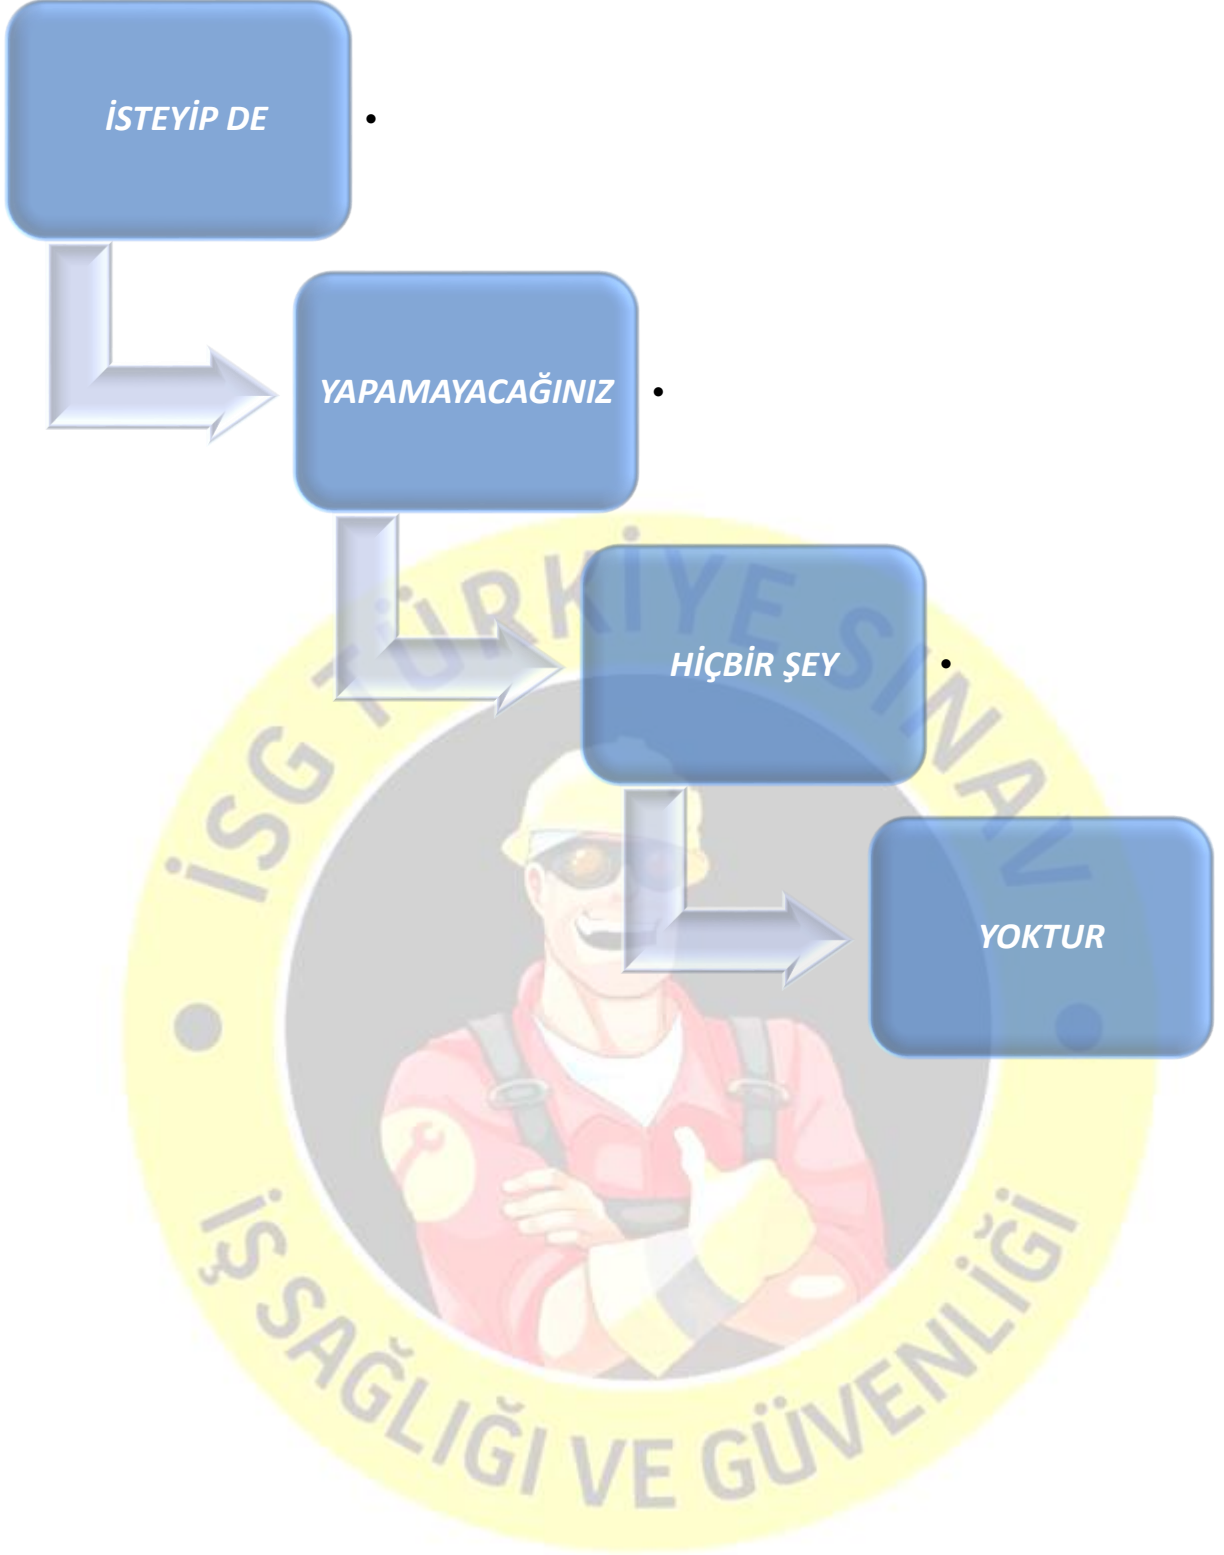 İSTEYİP DE
•
YAPAMAYACAĞINIZ
•
HİÇBİR ŞEY
•
YOKTUR
İSG TÜRKİYE SINAV
İŞ SAĞLIĞI VE GÜVENLİĞİ